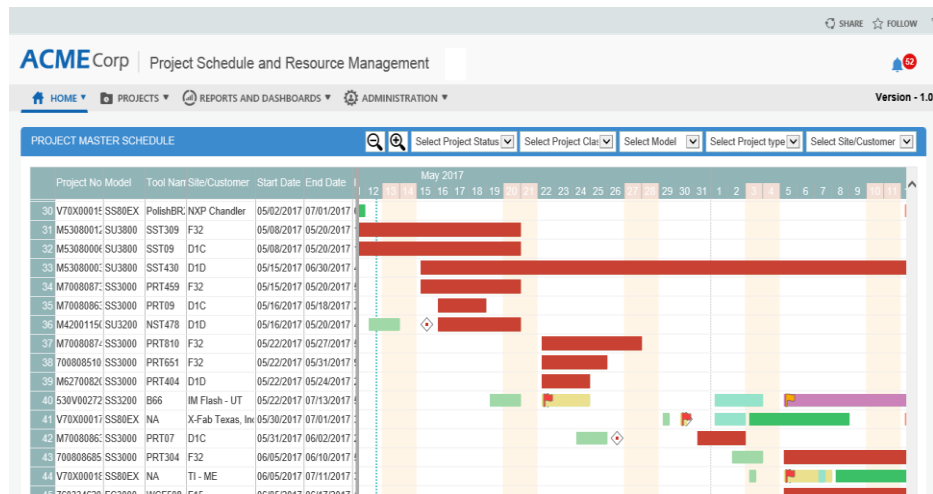 SHARE FOLLOW
ACME Corp Project Schedule and Resource Management 52
HOME PROJECTS REPORTS AND DASHBOARDS ADMINISTRATION Version - 1.0
PROJECT MASTER SCHEDULE Select Project Status Select Project Clas Select Model Select Project type Select Site/Customer
May 2017
Project No Model Tool Nam Site/Customer Start Date End Date 12 13 14 15 16 17 18 19 20 21 22 23 24 25 26 27 28 29 30 31 1 2 3 4 5 6 7 8 9 10 11
30 V70X0001 SS80EX PolishBR NXP Chandler 05/02/2017 07/01/2017
31 M5308001 SU3800 SST309 F32 05/08/2017 05/20/2017
32 M5308000 SU3800 SST09 D1C 05/08/2017 05/20/2017
33 M5308000 SU3800 SST430 D1D 05/15/2017 06/30/2017
34 M7008087 SS3000 PRT459 F32 05/15/2017 05/20/2017
35 M7008086 SS3000 PRT09 D1C 05/16/2017 05/18/2017
36 M4200115 SU3200 NST478 D1D 05/16/2017 05/20/2017
37 M7008087 SS3000 PRT810 F32 05/22/2017 05/27/2017
38 700808510 SS3000 PRT651 F32 05/22/2017 05/31/2017
39 M6270082 SS3000 PRT404 D1D 05/22/2017 05/24/2017
40 530V00272 SS3200 B66 IM Flash - UT 05/22/2017 07/13/2017
41 V70X0001 SS80EX NA X-Fab Texas, In 05/30/2017 07/01/2017
42 M7008086 SS3000 PRT07 D1C 05/31/2017 06/02/2017
43 700808685 SS3000 PRT304 F32 06/05/2017 06/10/2017
44 V70X0001 SS80EX NA TI - ME 06/05/2017 07/11/2017